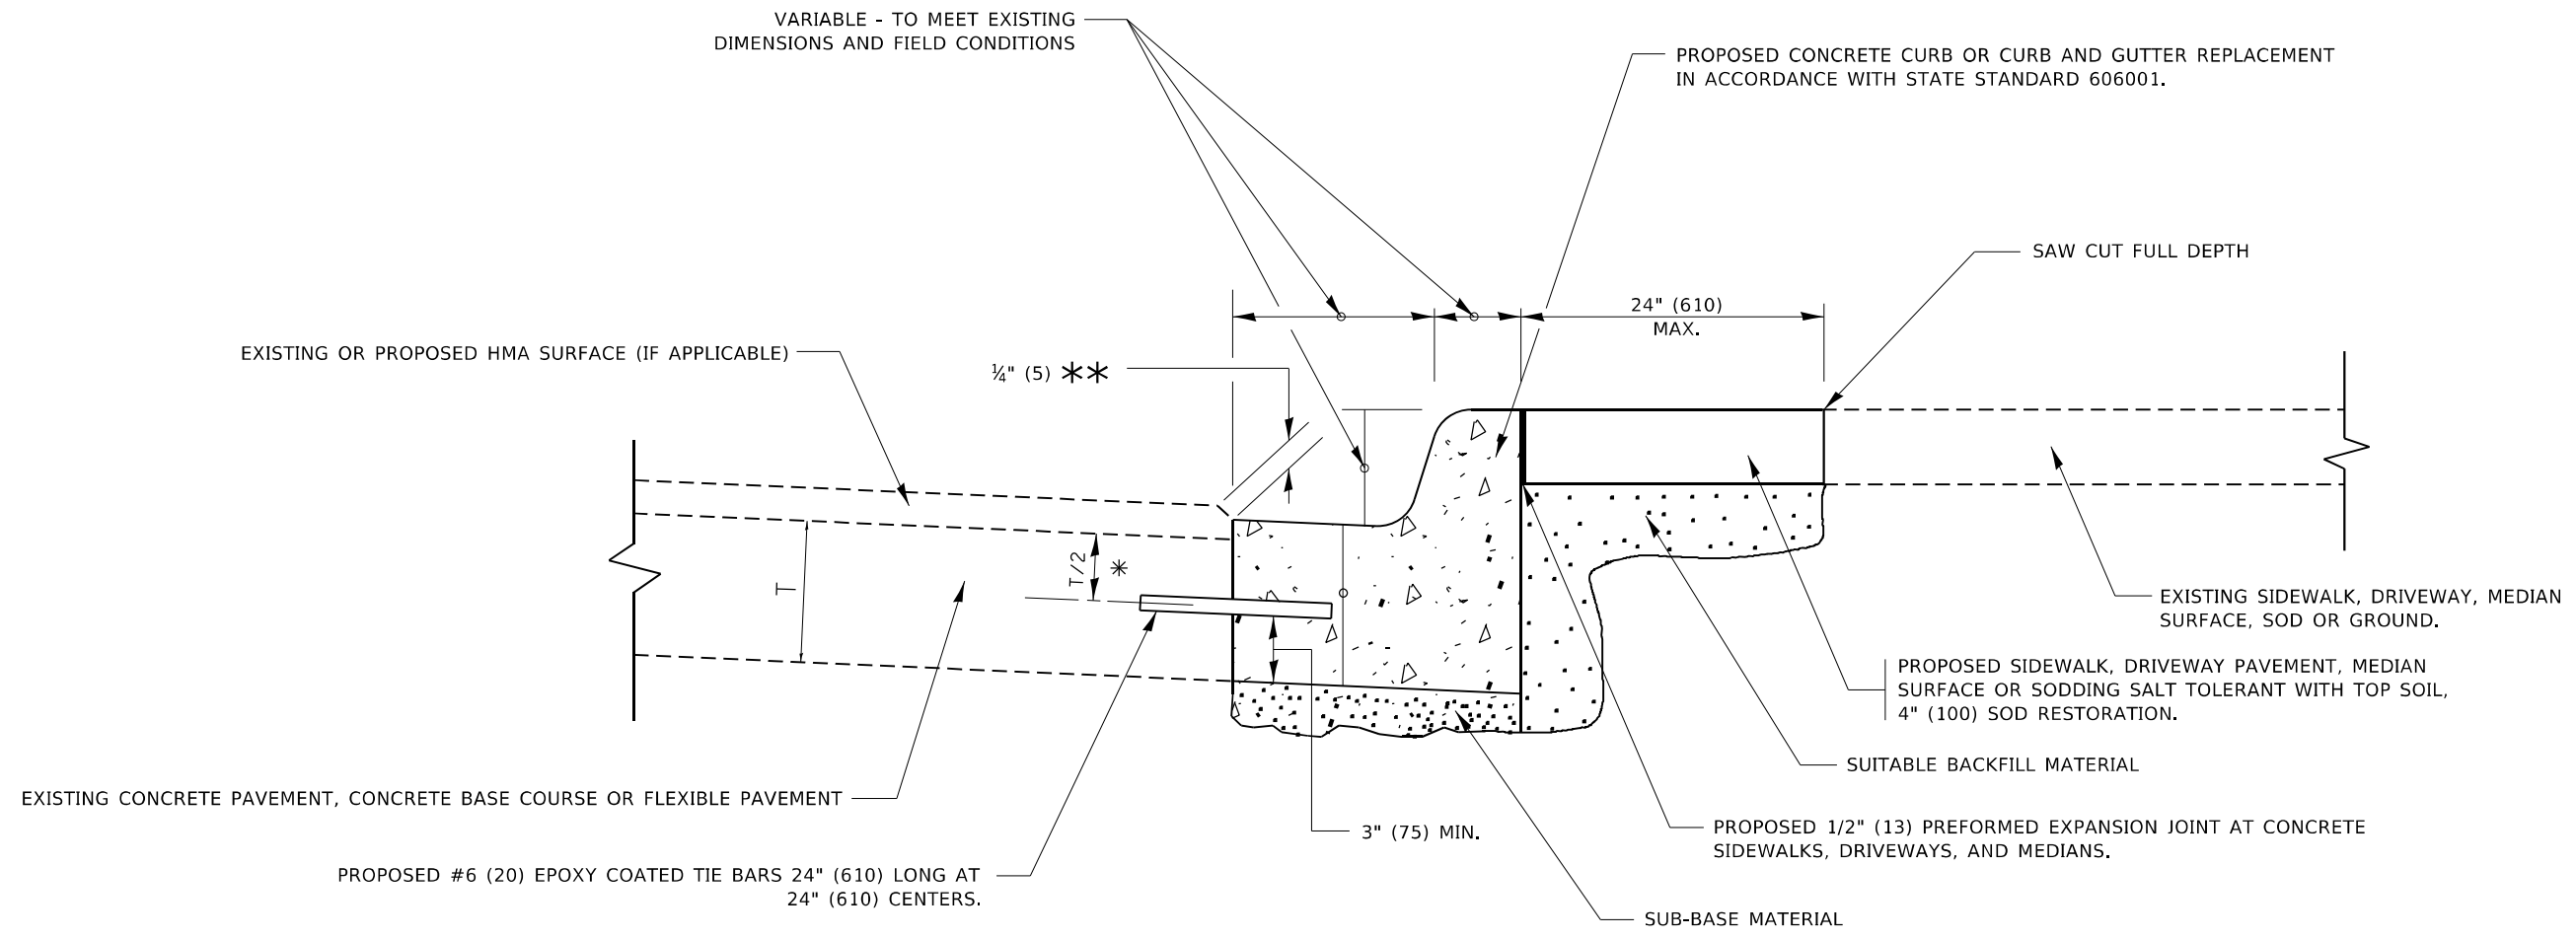 VARIABLE - TO MEET EXISTING
DIMENSIONS AND FIELD CONDITIONS
PROPOSED CONCRETE CURB OR CURB AND GUTTER REPLACEMENT
IN ACCORDANCE WITH STATE STANDARD 606001.
SAW CUT FULL DEPTH
24" (610)
MAX.
EXISTING OR PROPOSED HMA SURFACE (IF APPLICABLE)
¼" (5) **
T
T/2
*
EXISTING SIDEWALK, DRIVEWAY, MEDIAN
SURFACE, SOD OR GROUND.
PROPOSED SIDEWALK, DRIVEWAY PAVEMENT, MEDIAN
SURFACE OR SODDING SALT TOLERANT WITH TOP SOIL,
4" (100) SOD RESTORATION.
SUITABLE BACKFILL MATERIAL
EXISTING CONCRETE PAVEMENT, CONCRETE BASE COURSE OR FLEXIBLE PAVEMENT
3" (75) MIN.
PROPOSED 1/2" (13) PREFORMED EXPANSION JOINT AT CONCRETE
SIDEWALKS, DRIVEWAYS, AND MEDIANS.
PROPOSED #6 (20) EPOXY COATED TIE BARS 24" (610) LONG AT
24" (610) CENTERS.
SUB-BASE MATERIAL